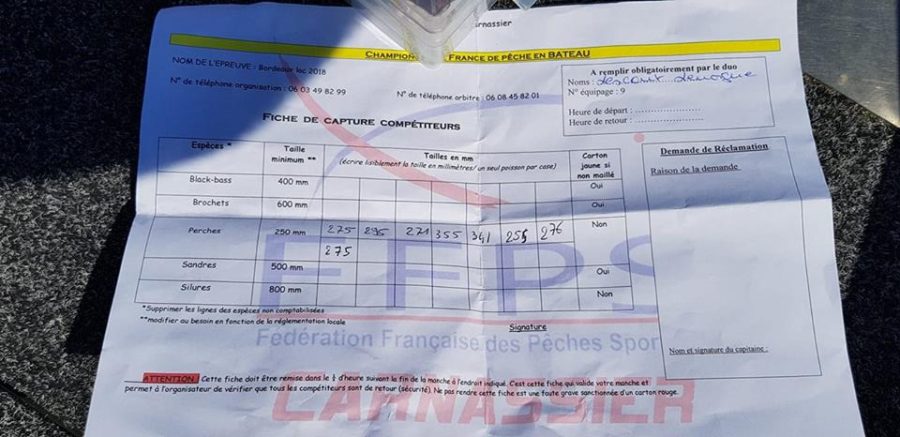 arnassier
CHAMPION FRANCE DE PÊCHE EN BATEAU
NOM DE L'EPREUVE : Bordeaux lac 2018
N° de téléphone organisation : 06 03 49 82 99
N° de téléphone arbitre : 06 08 45 82 01
A remplir obligatoirement par le duo
Noms :
N° équipage : 9
Heure de départ : ......................
Heure de retour : ......................
FICHE DE CAPTURE COMPÉTITEURS
Espèces * Taille minimum ** Tailles en mm (écrire lisiblement la taille en millimètres/ un seul poisson par case) Carton jaune si non maillé
Black-bass 400 mm Oui
Brochets 600 mm Oui
Perches 250 mm 275 295 271 355 341 255 276 Non
275
Sandres 500 mm Oui
Silures 800 mm Non
*Supprimer les lignes des espèces non comptabilisées
**modifier au besoin en fonction de la réglementation locale
Signature
Demande de Réclamation
Raison de la demande
Nom et signature du capitaine :
FFPS
Fédération Française des Pêches Spor
ATTENTION : Cette fiche doit être remise dans le ½ d'heure suivant la fin de la manche à l'endroit indiqué. C'est cette fiche qui valide votre manche et
permet à l'organisateur de vérifier que tous les compétiteurs sont de retour (sécurité). Ne pas rendre cette fiche est une faute grave sanctionnée d'un carton rouge.
CARNASSIER